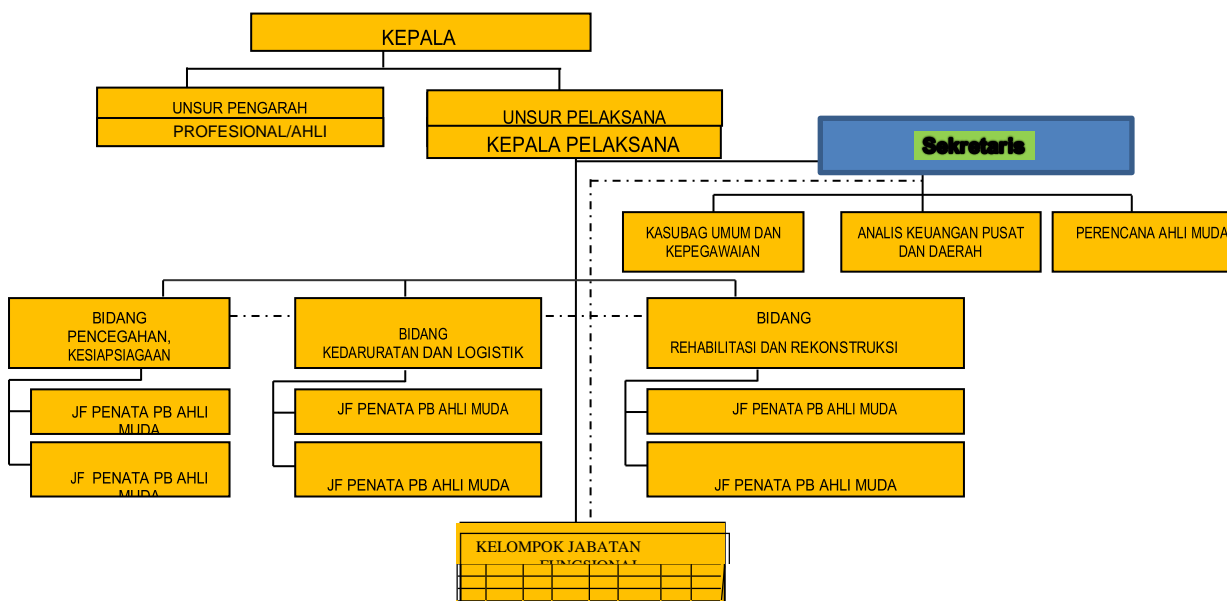 KEPALA
UNSUR PENGARAH
PROFESIONAL/AHLI
UNSUR PELAKSANA
KEPALA PELAKSANA
Sekretaris
KASUBAG UMUM DAN
KEPEGAWAIAN
ANALIS KEUANGAN PUSAT
DAN DAERAH
PERENCANA AHLI MUDA
BIDANG
PENCEGAHAN,
KESIAPSIAGAAN
BIDANG
KEDARURATAN DAN LOGISTIK
BIDANG
REHABILITASI DAN REKONSTRUKSI
JF PENATA PB AHLI
MUDA
JF PENATA PB AHLI MUDA
JF PENATA PB AHLI MUDA
JF PENATA PB AHLI
MUDA
JF PENATA PB AHLI MUDA
JF PENATA PB AHLI MUDA
KELOMPOK JABATAN
FUNGSIONAL